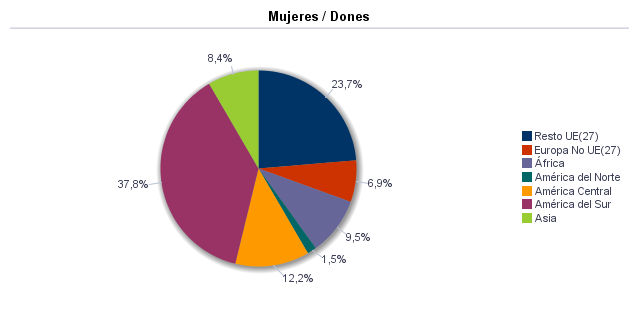 Mujeres / Dones
8,4%
23,7%
37,8%
6,9%
9,5%
1,5%
12,2%
Resto UE(27)
Europa No UE(27)
África
América del Norte
América Central
América del Sur
Asia